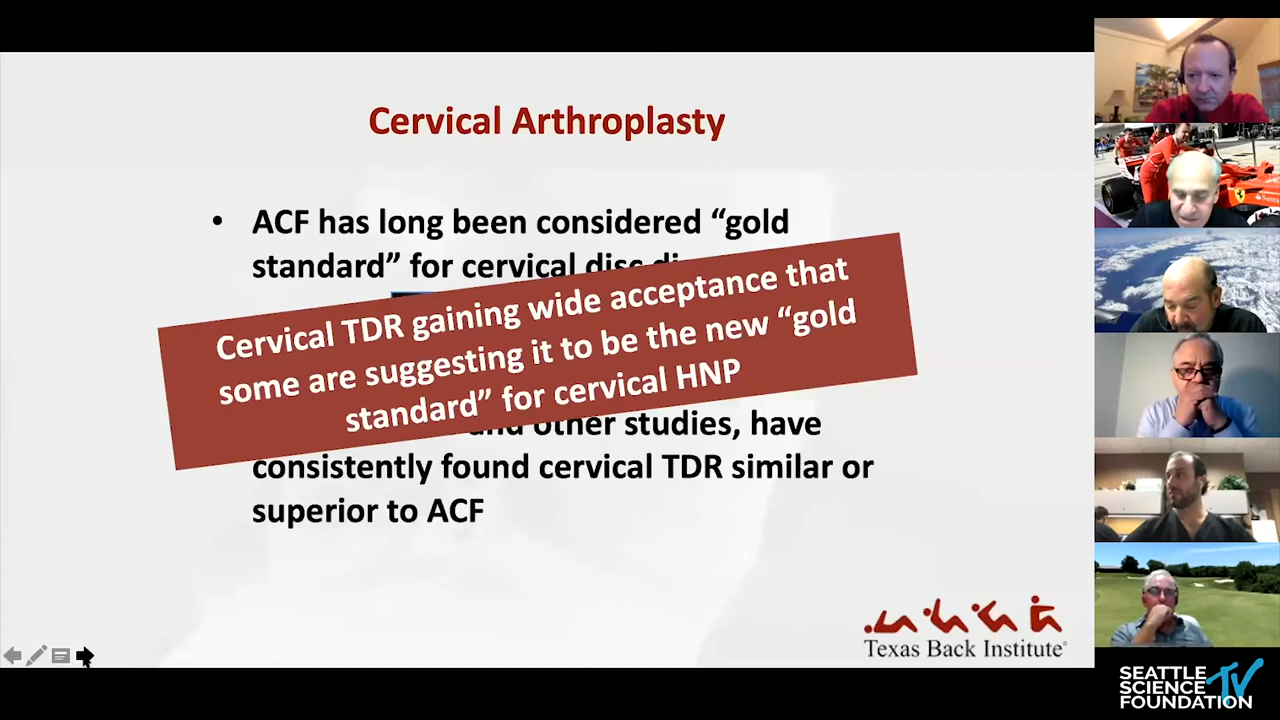 Cervical Arthroplasty
• ACF has long been considered “gold
standard” for cervical disc
Cervical TDR gaining wide acceptance that
some are suggesting it to be the new “gold
standard” for cervical HNP
and other studies, have
consistently found cervical TDR similar or
superior to ACF
Texas Back Institute®
SEATTLE
SCIENCE
FOUNDATION
TV